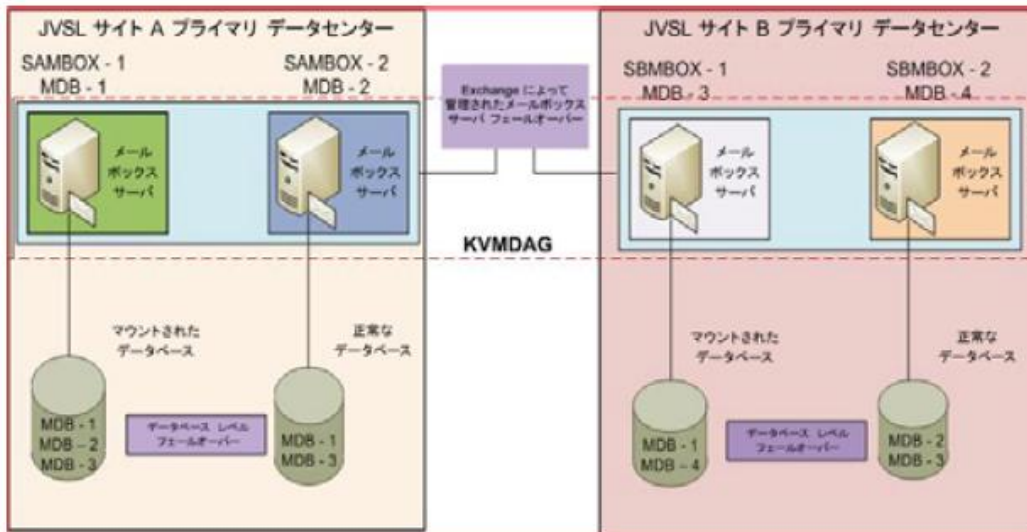 JVSL サイト A プライマリ データセンター
SAMBOX - 1
MDB - 1
SAMBOX - 2
MDB - 2
メール
ボックス
サーバ
メール
ボックス
サーバ
マウントされた
データベース
正常な
データベース
MDB - 1
MDB - 2
MDB - 3
データベース レベル
フェールオーバー
MDB - 1
MDB - 3
Exchange によって
管理されたメールボックス
サーバ フェールオーバー
KVMDAG
JVSL サイト B プライマリ データセンター
SBMBOX - 1
MDB - 3
SBMBOX - 2
MDB - 4
メール
ボックス
サーバ
メール
ボックス
サーバ
マウントされた
データベース
正常な
データベース
MDB - 1
MDB - 4
データベース レベル
フェールオーバー
MDB - 2
MDB - 3